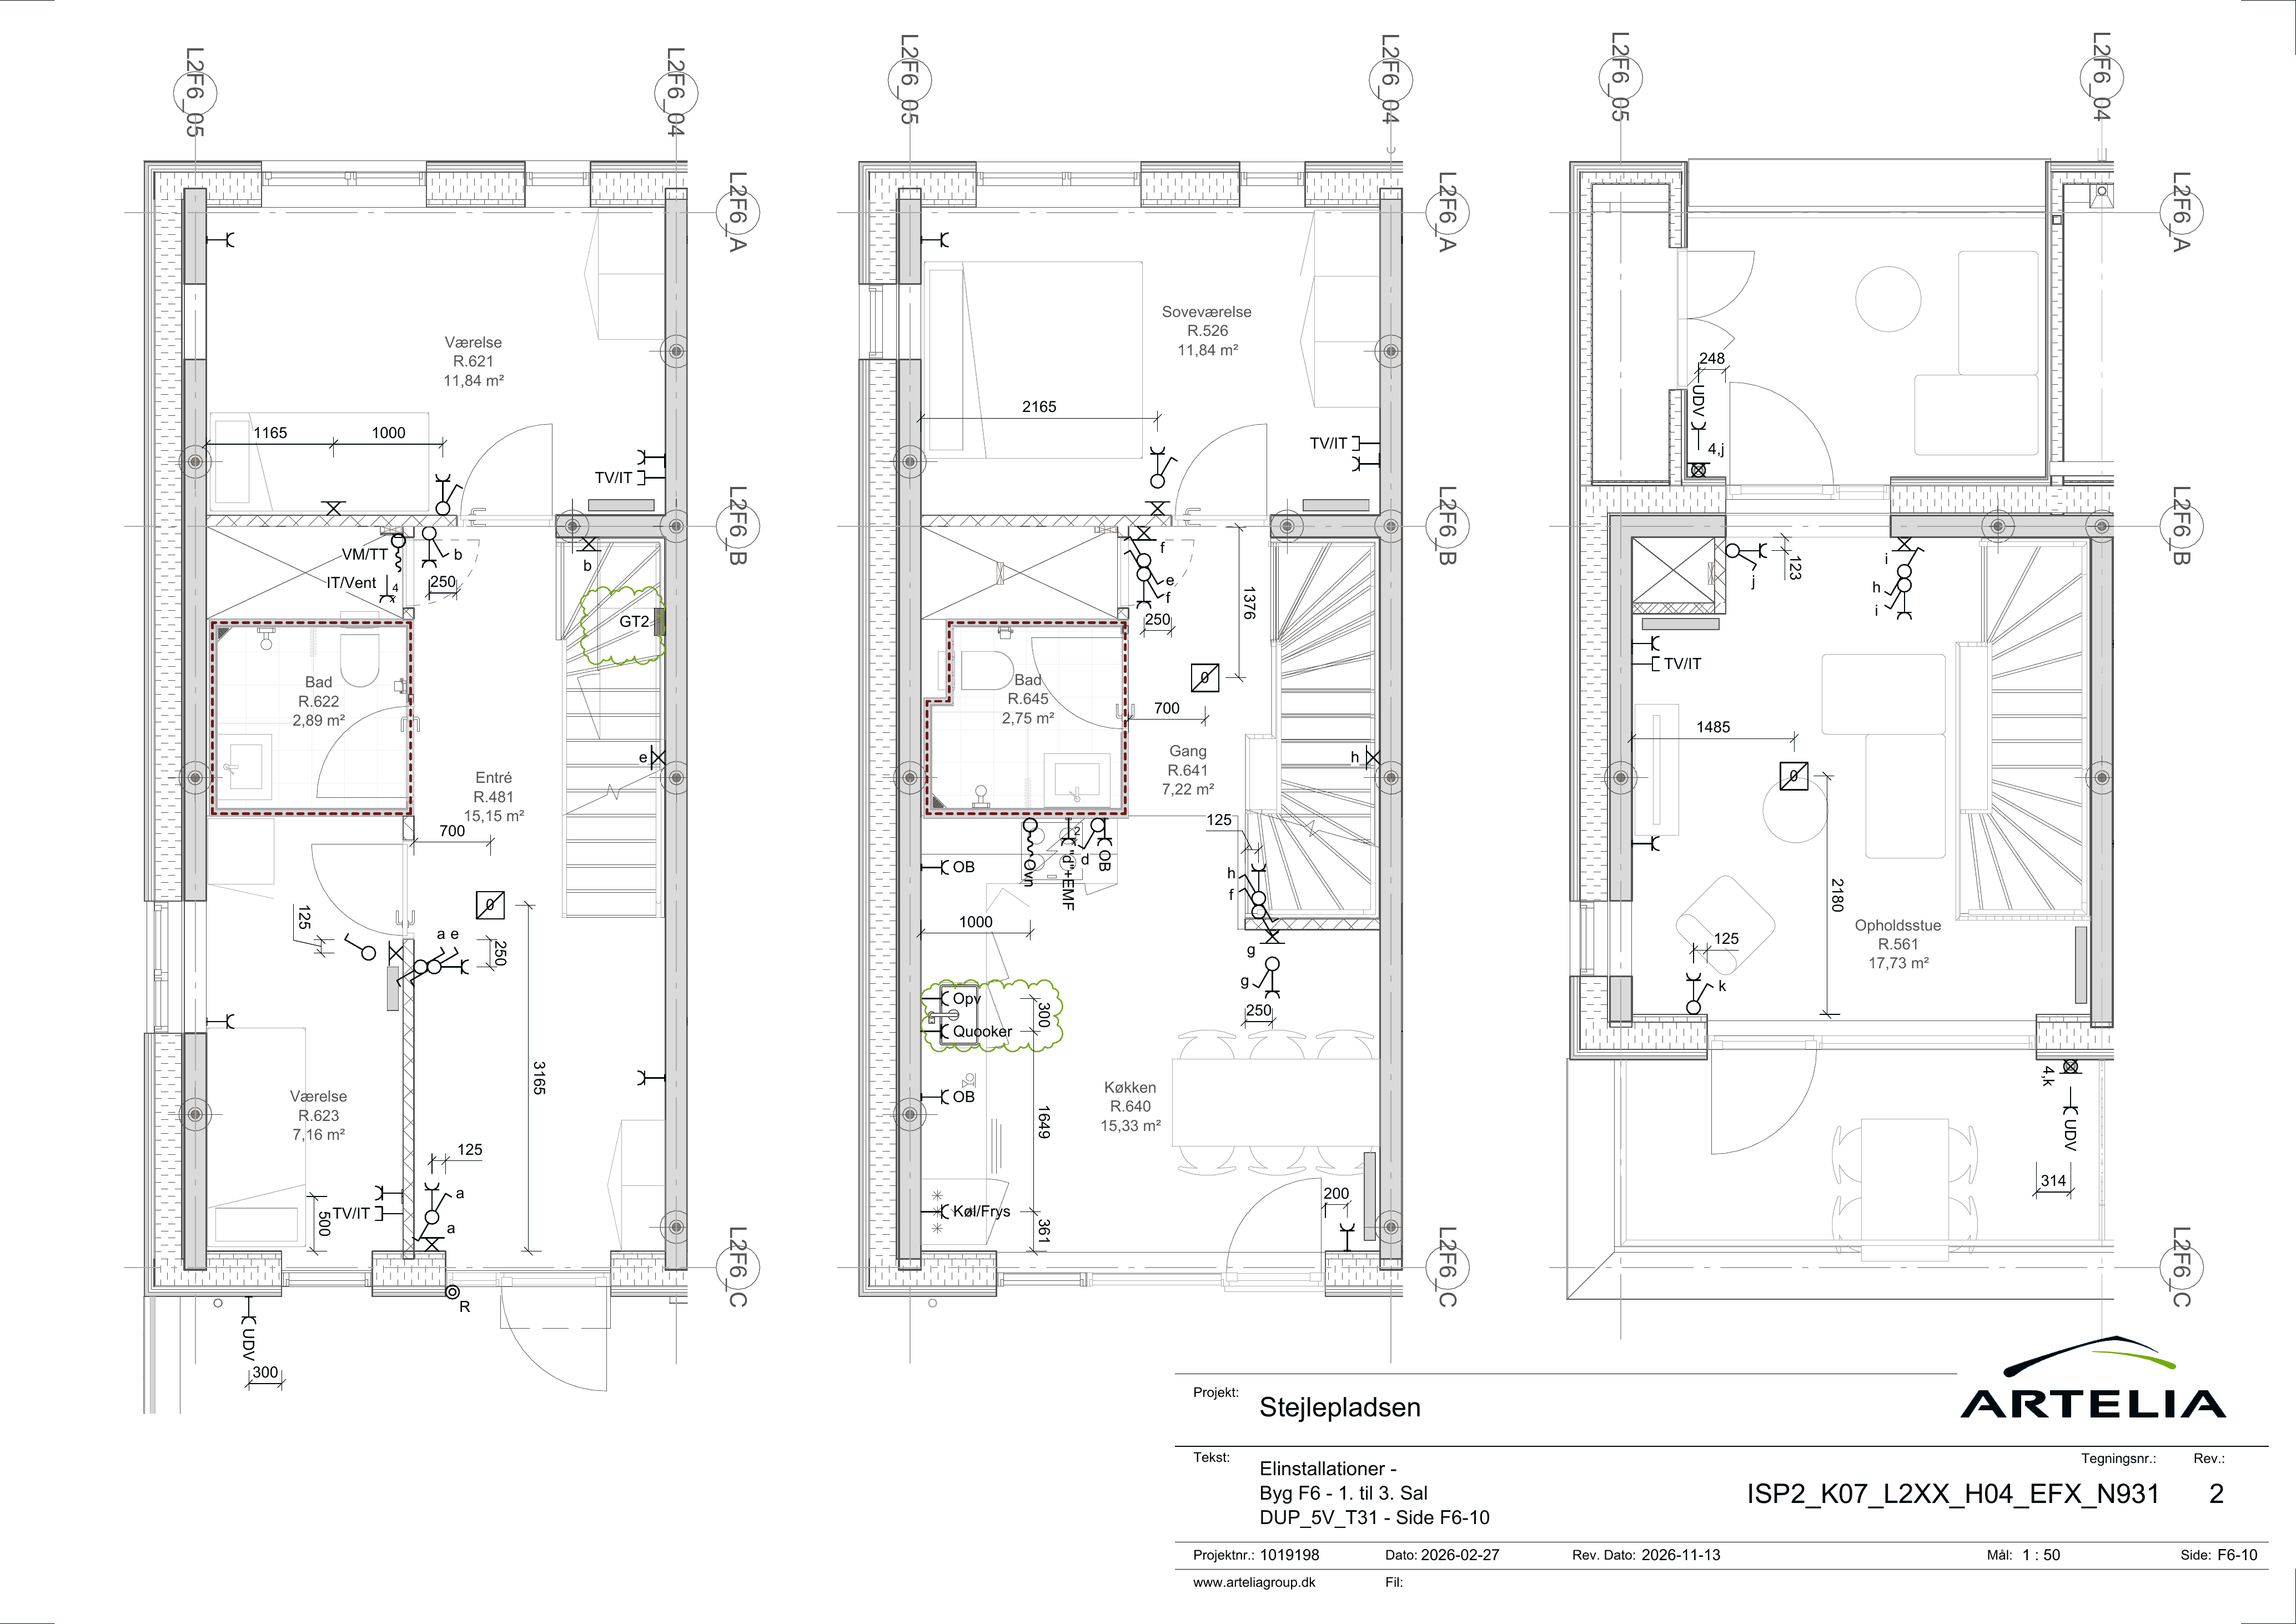 L2F6_05
L2F6_04
L2F6_A
Værelse
R.621
11,84 m²
1165
1000
TV/IT
L2F6_B
VM/TT
b
IT/Vent
4
250
b
GT2
Bad
R.622
2,89 m²
e
Entré
R.481
15,15 m²
700
0
125
a e
250
3165
Værelse
R.623
7,16 m²
125
a
TV/IT
500
a
L2F6_C
R
UDV
300
L2F6_05
L2F6_04
L2F6_A
Soveværelse
R.526
11,84 m²
2165
TV/IT
L2F6_B
f
e
f
250
1376
Bad
R.645
2,75 m²
0
700
Gang
R.641
7,22 m²
h
125
OB
Ovn
2
"d"+EMF
d
OB
h
f
1000
g
g
250
Opv
Quooker
300
OB
1649
Køkken
R.640
15,33 m²
Køl/Frys
361
200
L2F6_C
L2F6_05
L2F6_04
L2F6_A
248
UDV
4,j
L2F6_B
j
123
i
h
i
TV/IT
1485
0
2180
Opholdsstue
R.561
17,73 m²
125
k
4,k
UDV
314
L2F6_C
ARTELIA
Projekt:
Stejlepladsen
Tekst:
Elinstallationer -
Byg F6 - 1. til 3. Sal
DUP_5V_T31 - Side F6-10
Tegningsnr.:
Rev.:
ISP2_K07_L2XX_H04_EFX_N931
2
Projektnr.: 1019198
Dato: 2026-02-27
Rev. Dato: 2026-11-13
Mål: 1 : 50
Side: F6-10
www.arteliagroup.dk
Fil: